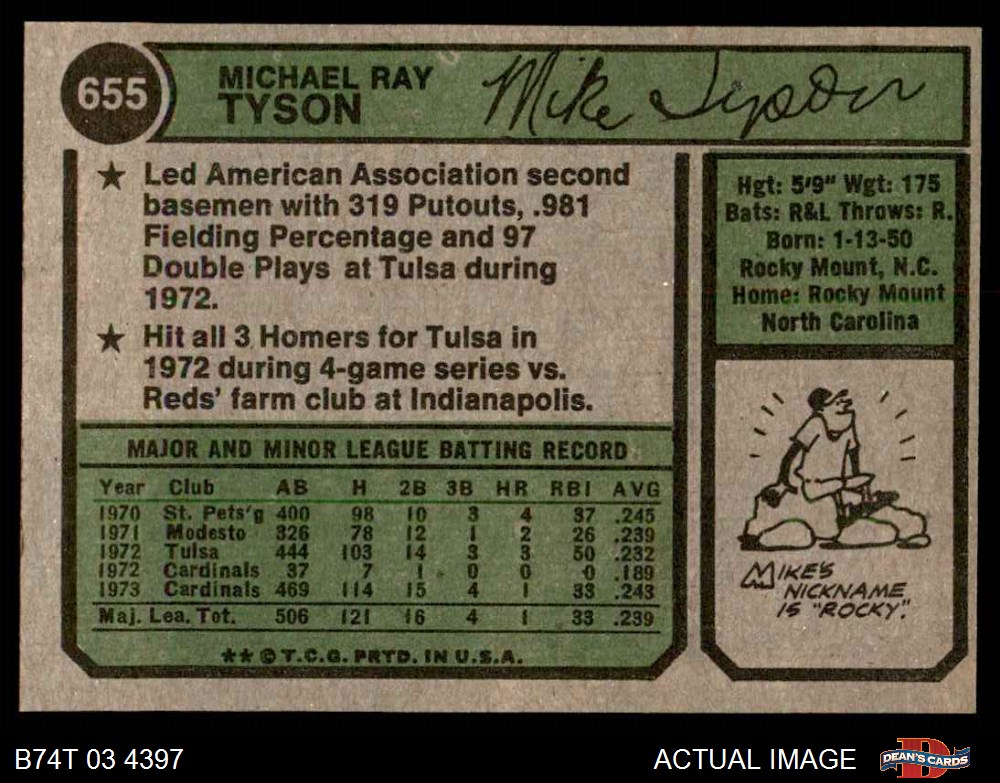 655
MICHAEL RAY
TYSON
Mike Tyson
★ Led American Association second
basemen with 319 Putouts, .981
Fielding Percentage and 97
Double Plays at Tulsa during
1972.
★ Hit all 3 Homers for Tulsa in
1972 during 4-game series vs.
Reds' farm club at Indianapolis.
Hgt: 5'9" Wgt: 175
Bats: R&L Throws: R.
Born: 1-13-50
Rocky Mount, N.C.
Home: Rocky Mount
North Carolina
MIKE'S
NICKNAME
IS "ROCKY".
MAJOR AND MINOR LEAGUE BATTING RECORD
Year Club AB H 2B 3B HR RBI AVG
1970 St. Pets'g 400 98 10 3 4 37 .245
1971 Modesto 326 78 12 1 2 26 .239
1972 Tulsa 444 103 14 3 3 50 .232
1972 Cardinals 37 7 1 0 0 0 .189
1973 Cardinals 469 114 15 4 1 33 .243
Maj. Lea. Tot. 506 121 16 4 1 33 .239
** © T.C.G. PRTD. IN U.S.A.
B74T 03 4397
ACTUAL IMAGE
D
DEAN'S CARDS